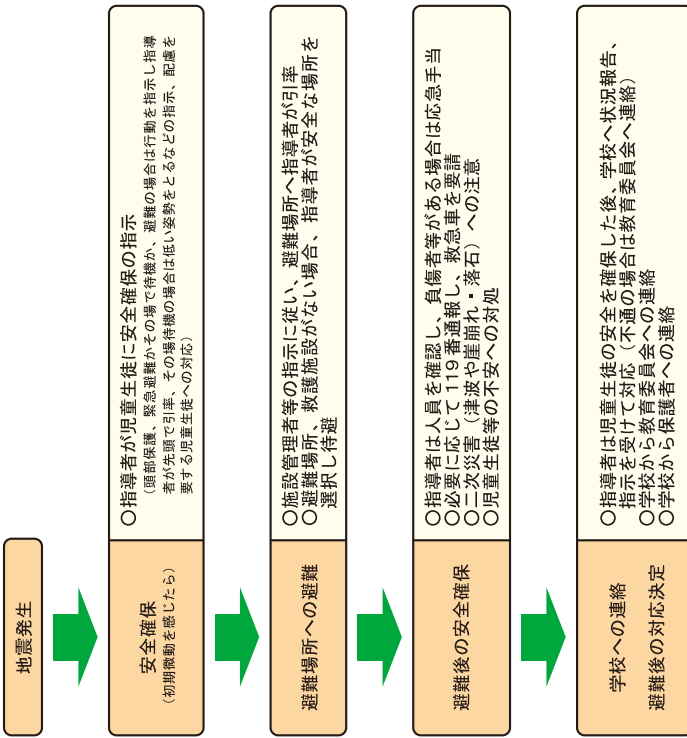 地震発生
安全確保
（初期微動を感じたら）
○指導者が児童生徒に安全確保の指示
（頭部保護、緊急避難かその場で待機か、避難の場合は行動を指示し指導
者が先頭で引率、その場待機の場合は低い姿勢をとるなどの指示、配慮を
要する児童生徒への対応）
避難場所への避難
○施設管理者等の指示に従い、避難場所へ指導者が引率
○避難場所、救護施設がない場合、指導者が安全な場所を
選択し待避
避難後の安全確保
○指導者は人員を確認し、負傷者等がある場合は応急手当
○必要に応じて119番通報し、救急車を要請
○二次災害（津波や崖崩れ・落石）への注意
○児童生徒等の不安への対処
学校への連絡
避難後の対応決定
○指導者は児童生徒の安全を確保した後、学校へ状況報告、
指示を受けて対応（不通の場合は教育委員会へ連絡）
○学校から教育委員会への連絡
○学校から保護者への連絡